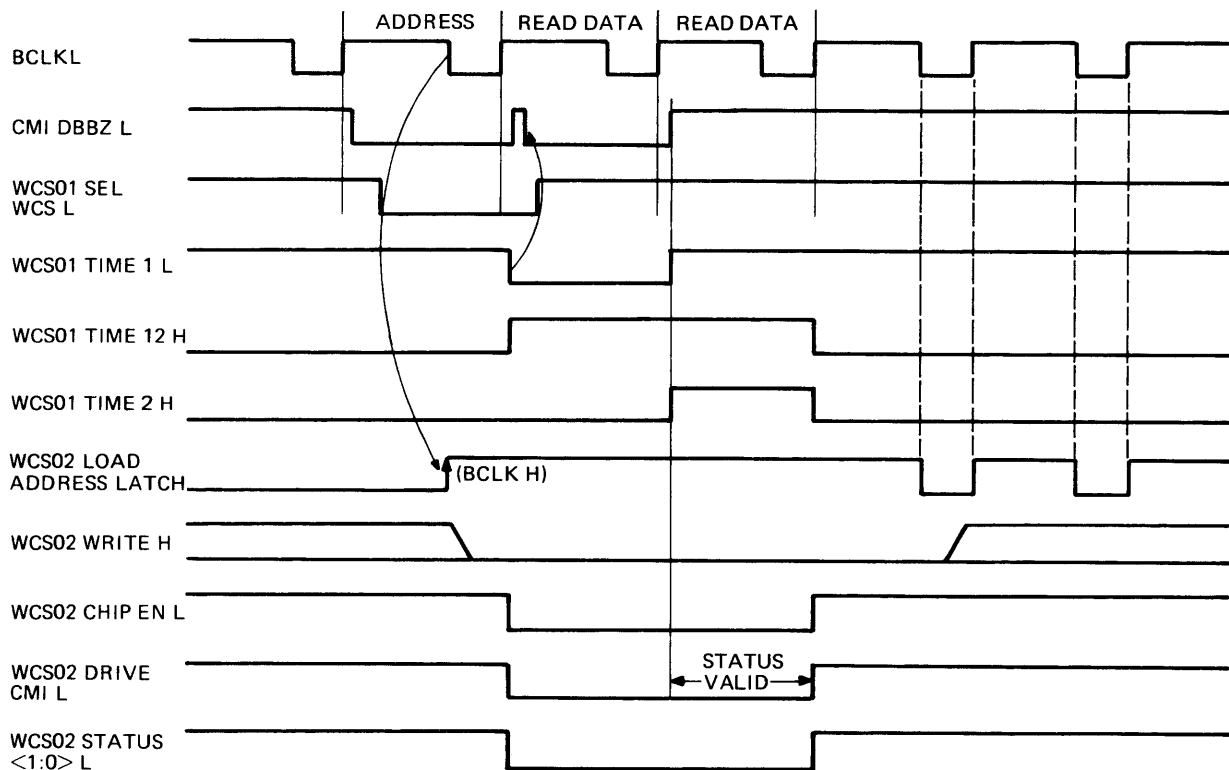 ADDRESS READ DATA READ DATA
BCLKL
CMI DBBZ L
WCS01 SEL
WCS L
WCS01 TIME 1 L
WCS01 TIME 12 H
WCS01 TIME 2 H
WCS02 LOAD
ADDRESS LATCH
(BCLK H)
WCS02 WRITE H
WCS02 CHIP EN L
WCS02 DRIVE
CMI L
STATUS
VALID
WCS02 STATUS
<1:0> L